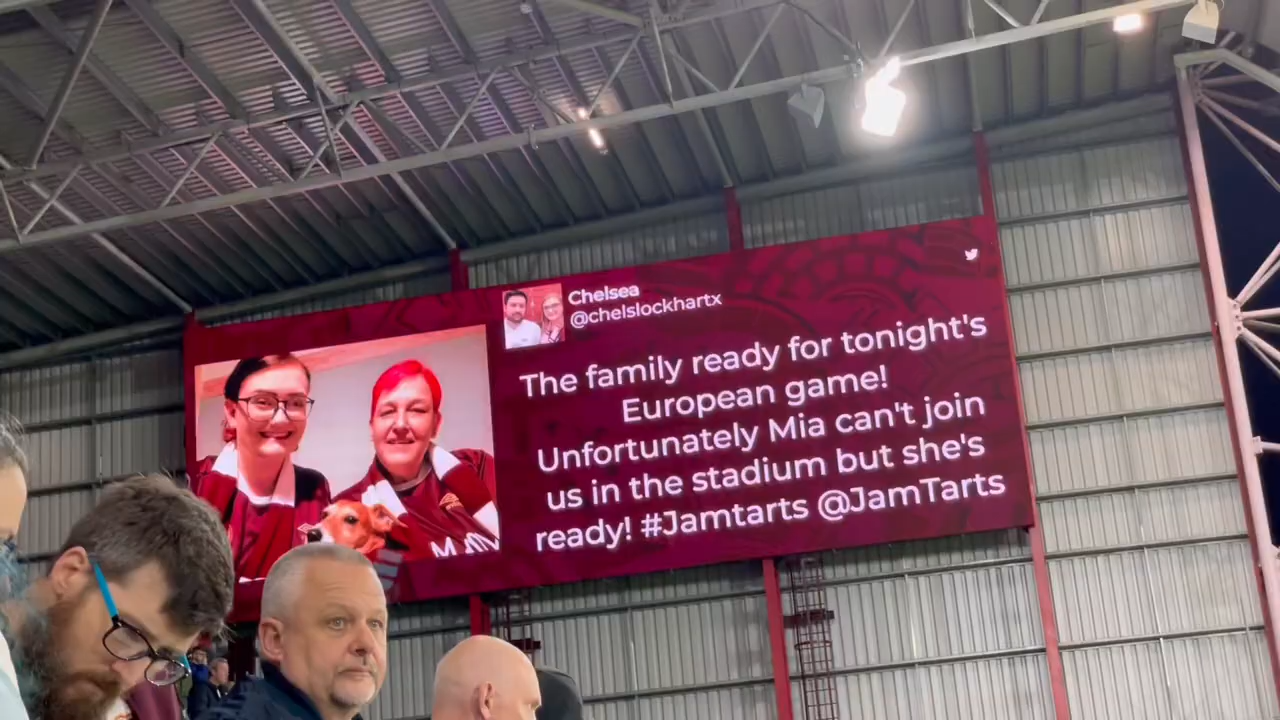 Chelsea
@chelslockhartx
The family ready for tonight's
European game!
Unfortunately Mia can't join
us in the stadium but she's
ready! #Jamtarts @JamTarts